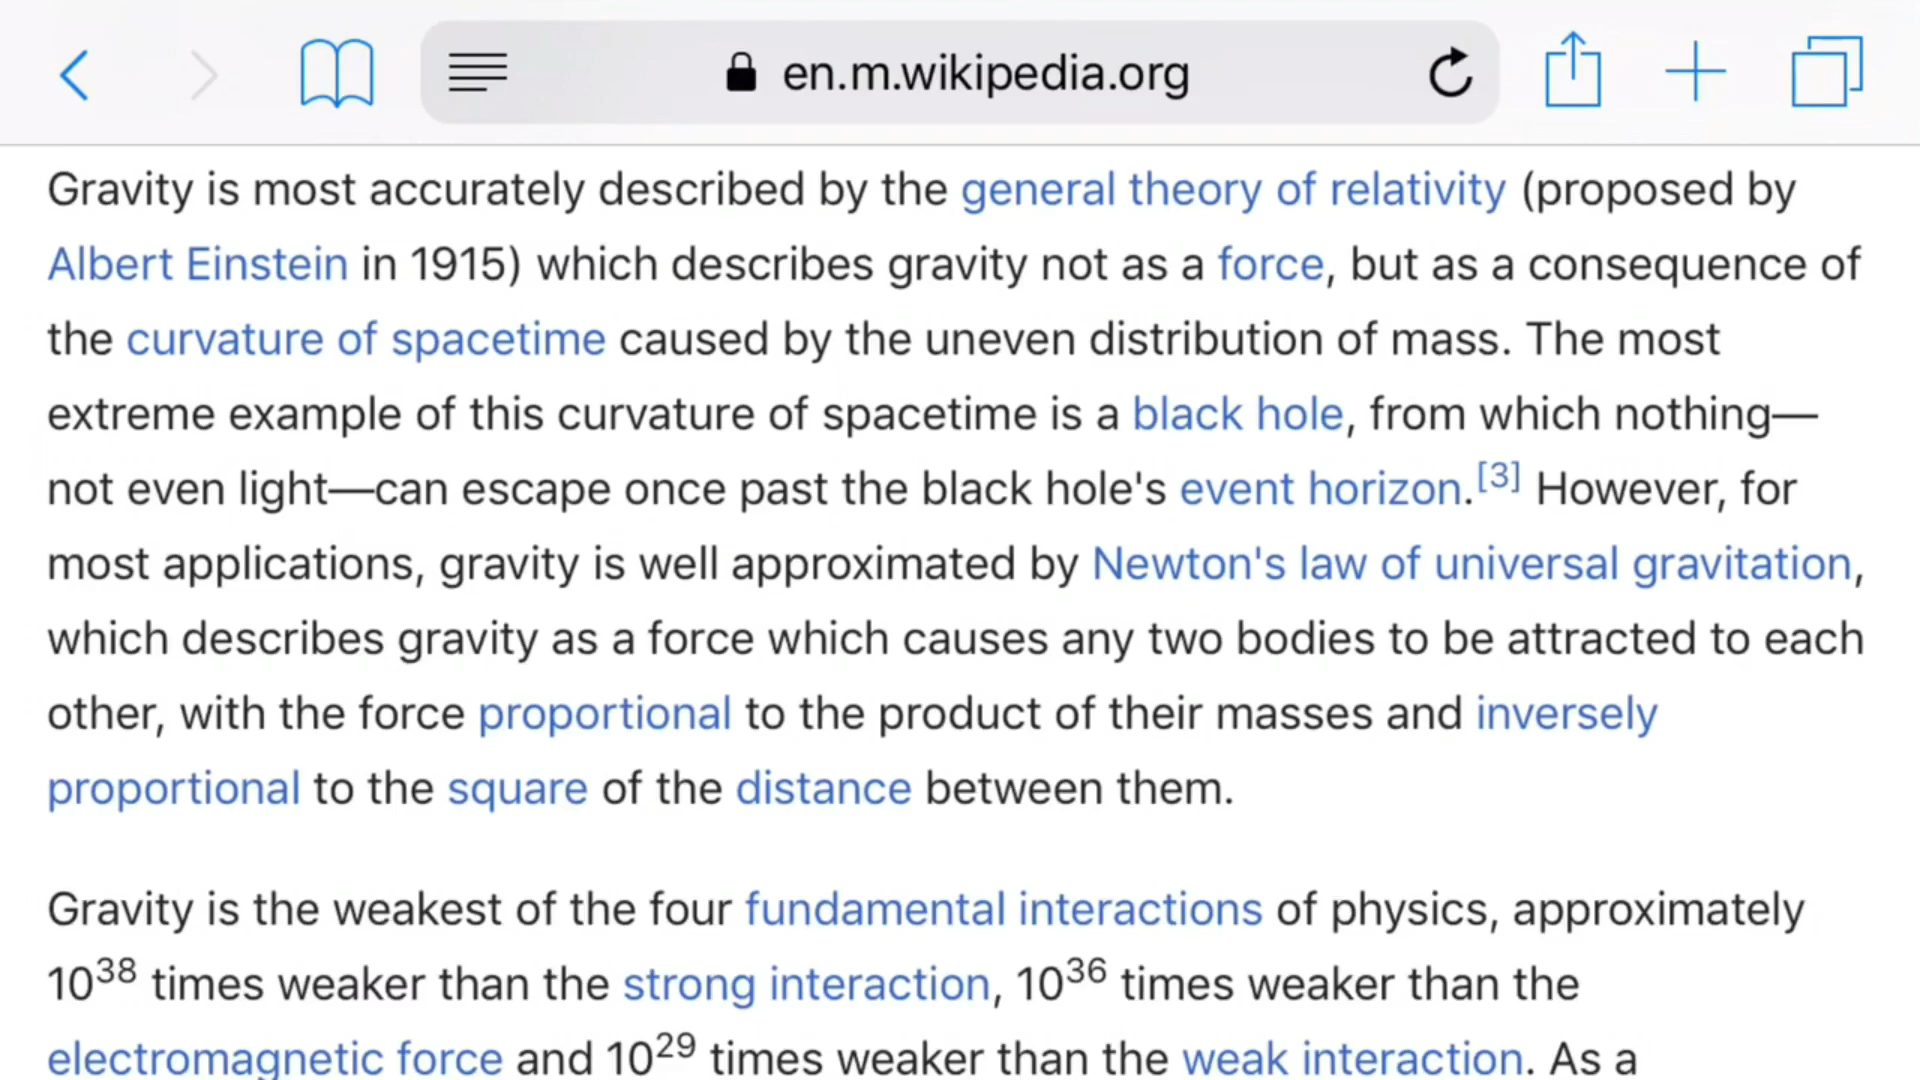 en.m.wikipedia.org
Gravity is most accurately described by the general theory of relativity (proposed by
Albert Einstein in 1915) which describes gravity not as a force, but as a consequence of
the curvature of spacetime caused by the uneven distribution of mass. The most
extreme example of this curvature of spacetime is a black hole, from which nothing—
not even light—can escape once past the black hole's event horizon.[3] However, for
most applications, gravity is well approximated by Newton's law of universal gravitation,
which describes gravity as a force which causes any two bodies to be attracted to each
other, with the force proportional to the product of their masses and inversely
proportional to the square of the distance between them.
Gravity is the weakest of the four fundamental interactions of physics, approximately
10³⁸ times weaker than the strong interaction, 10³⁶ times weaker than the
electromagnetic force and 10²⁹ times weaker than the weak interaction. As a